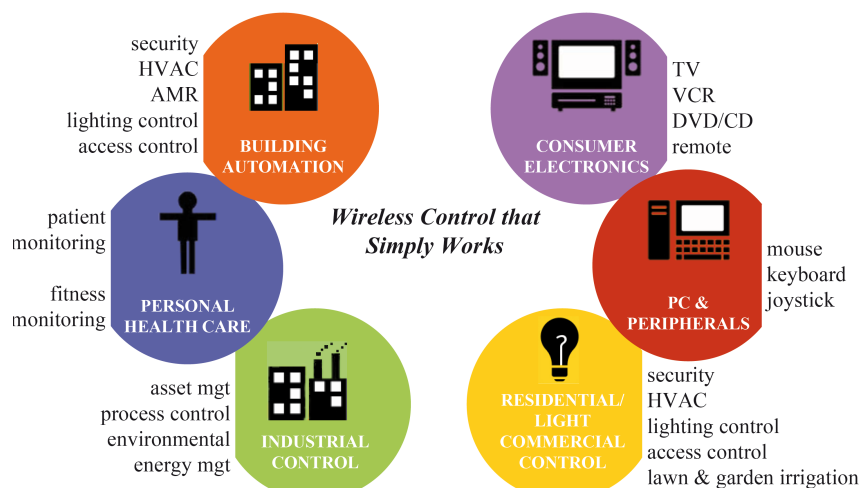 security
HVAC
AMR
lighting control
access control
BUILDING
AUTOMATION
CONSUMER
ELECTRONICS
TV
VCR
DVD/CD
remote
patient
monitoring
fitness
monitoring
PERSONAL
HEALTH CARE
Wireless Control that
Simply Works
PC &
PERIPHERALS
mouse
keyboard
joystick
asset mgt
process control
environmental
energy mgt
INDUSTRIAL
CONTROL
?
RESIDENTIAL/
LIGHT
COMMERCIAL
CONTROL
security
HVAC
lighting control
access control
lawn & garden irrigation